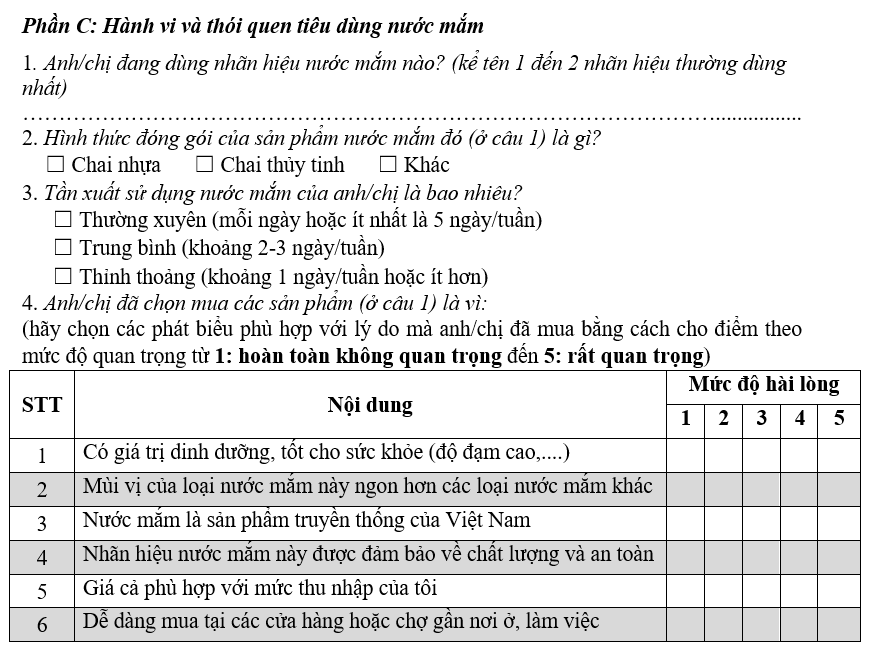 Phần C: Hành vi và thói quen tiêu dùng nước mắm
1. Anh/chị đang dùng nhãn hiệu nước mắm nào? (kể tên 1 đến 2 nhãn hiệu thường dùng
nhất)
……………………………………………………………………………………...............
2. Hình thức đóng gói của sản phẩm nước mắm đó (ở câu 1) là gì?
☐ Chai nhựa ☐ Chai thủy tinh ☐ Khác
3. Tần xuất sử dụng nước mắm của anh/chị là bao nhiêu?
☐ Thường xuyên (mỗi ngày hoặc ít nhất là 5 ngày/tuần)
☐ Trung bình (khoảng 2-3 ngày/tuần)
☐ Thỉnh thoảng (khoảng 1 ngày/tuần hoặc ít hơn)
4. Anh/chị đã chọn mua các sản phẩm (ở câu 1) là vì:
(hãy chọn các phát biểu phù hợp với lý do mà anh/chị đã mua bằng cách cho điểm theo
mức độ quan trọng từ 1: hoàn toàn không quan trọng đến 5: rất quan trọng)
STT Nội dung Mức độ hài lòng
1 2 3 4 5
1 Có giá trị dinh dưỡng, tốt cho sức khỏe (độ đạm cao,....)
2 Mùi vị của loại nước mắm này ngon hơn các loại nước mắm khác
3 Nước mắm là sản phẩm truyền thống của Việt Nam
4 Nhãn hiệu nước mắm này được đảm bảo về chất lượng và an toàn
5 Giá cả phù hợp với mức thu nhập của tôi
6 Dễ dàng mua tại các cửa hàng hoặc chợ gần nơi ở, làm việc